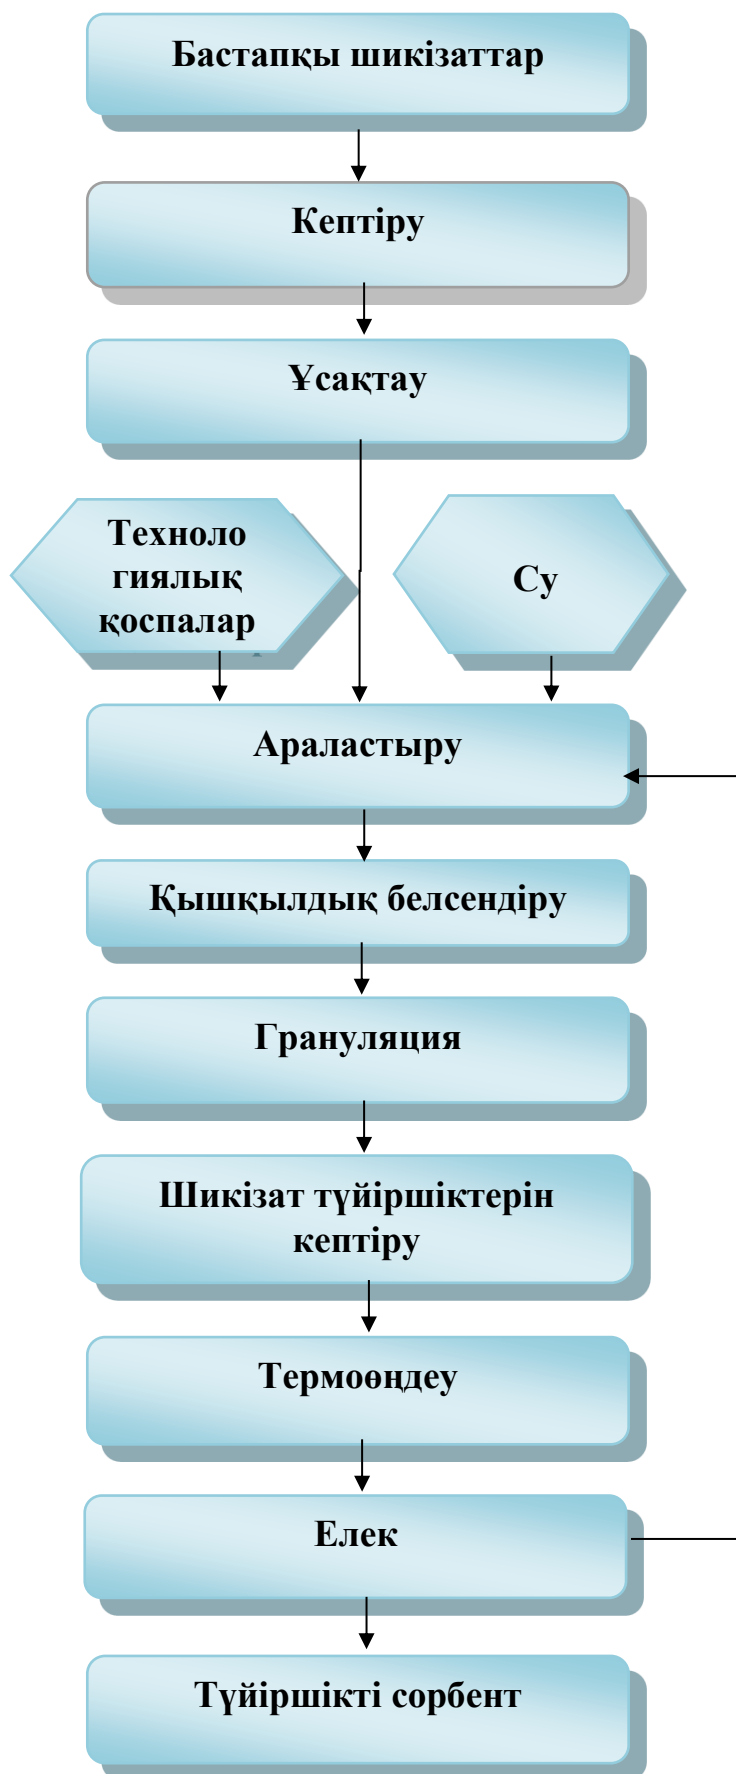 Бастапқы шикізаттар
Кептіру
Ұсақтау
Техноло
гиялық
қоспалар
Су
Араластыру
Қышқылдық белсендіру
Грануляция
Шикізат түйіршіктерін
кептіру
Термоөңдеу
Елек
Түйіршікті сорбент